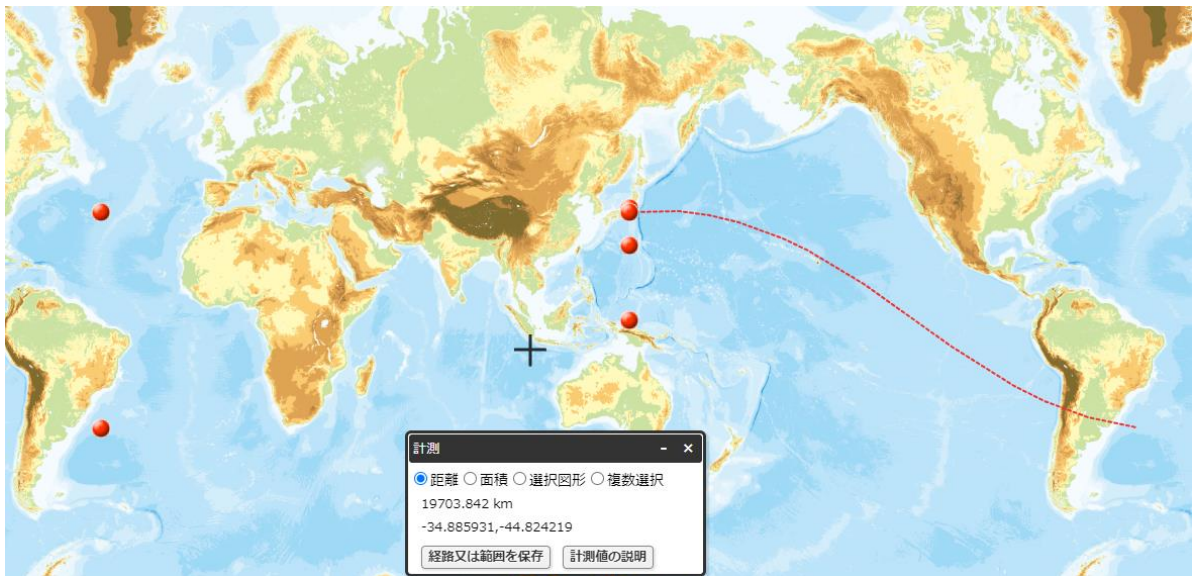 計測 - ×
距離 面積 選択図形 複数選択
19703.842 km
-34.885931,-44.824219
経路又は範囲を保存 計測値の説明